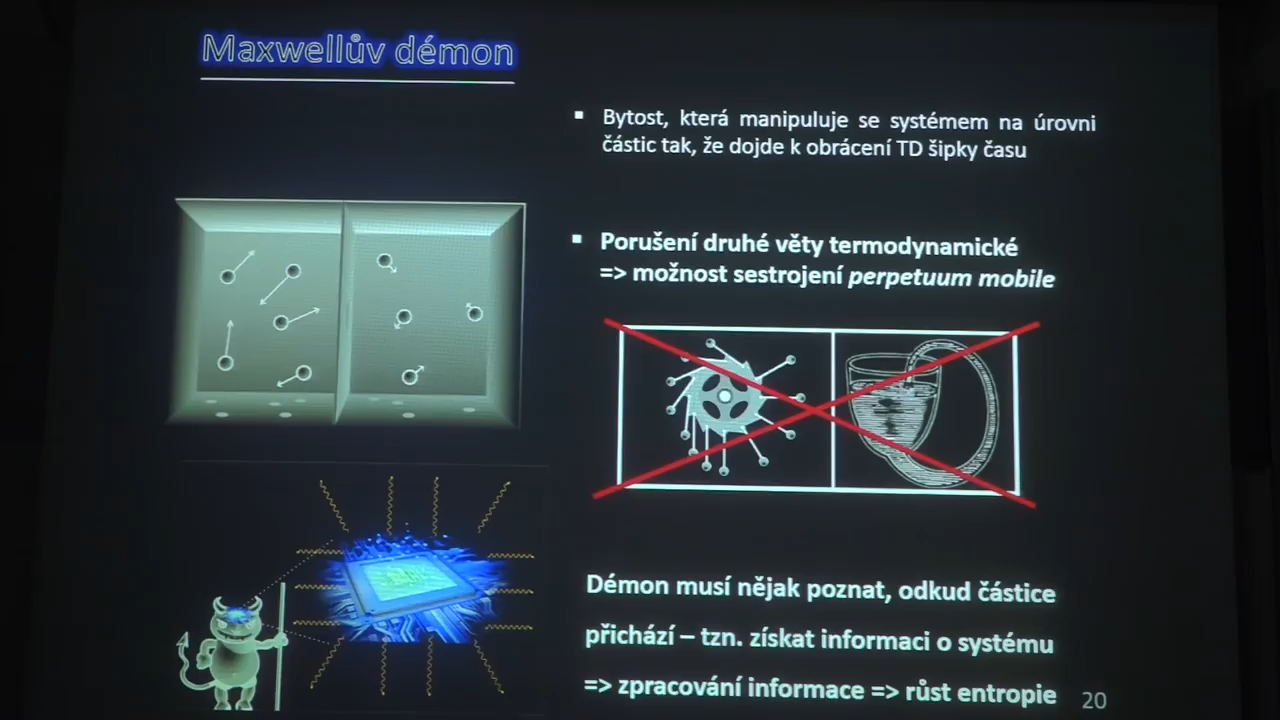 Maxwellův démon
▪ Bytost, která manipuluje se systémem na úrovni
částic tak, že dojde k obrácení TD šipky času
▪ Porušení druhé věty termodynamické
=> možnost sestrojení perpetuum mobile
Démon musí nějak poznat, odkud částice
přichází – tzn. získat informaci o systému
=> zpracování informace => růst entropie
20